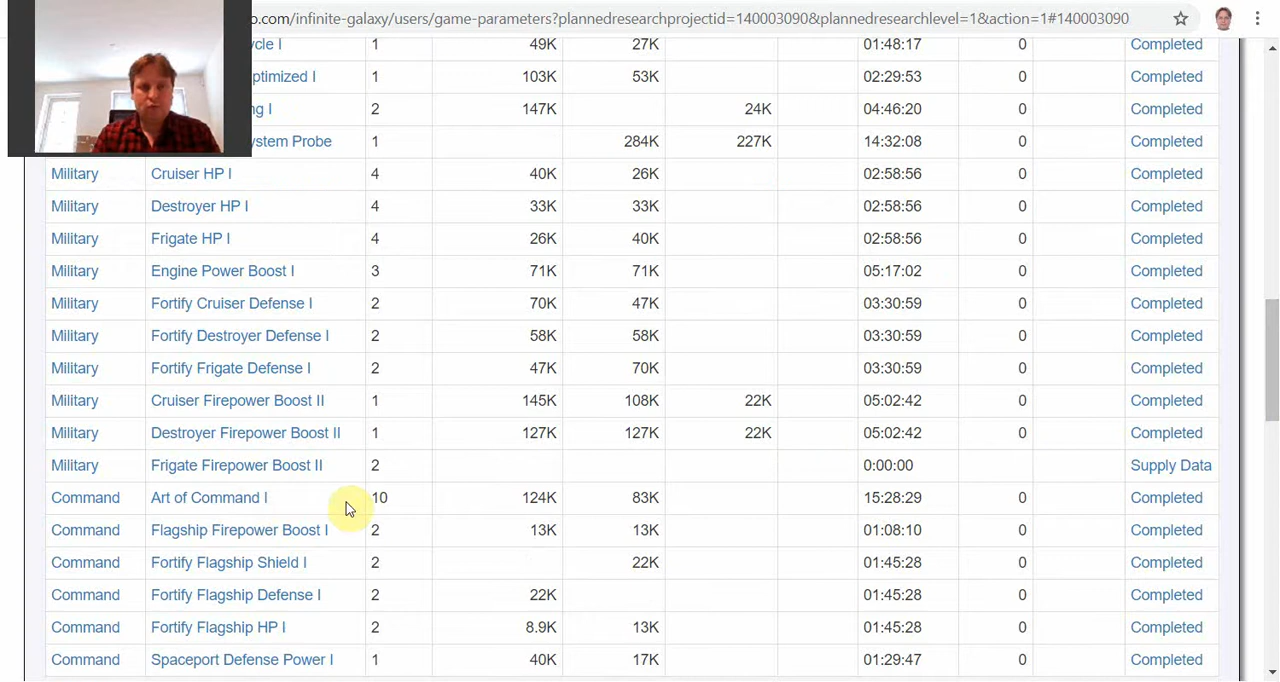 o.com/infinite-galaxy/users/game-parameters?plannedresearchprojectid=140003090&plannedresearchlevel=1&action=1#140003090
ycle I 1 49K 27K 01:48:17 0 Completed
ptimized I 1 103K 53K 02:29:53 0 Completed
ng I 2 147K 24K 04:46:20 0 Completed
ystem Probe 1 284K 227K 14:32:08 0 Completed
Military Cruiser HP I 4 40K 26K 02:58:56 0 Completed
Military Destroyer HP I 4 33K 33K 02:58:56 0 Completed
Military Frigate HP I 4 26K 40K 02:58:56 0 Completed
Military Engine Power Boost I 3 71K 71K 05:17:02 0 Completed
Military Fortify Cruiser Defense I 2 70K 47K 03:30:59 0 Completed
Military Fortify Destroyer Defense I 2 58K 58K 03:30:59 0 Completed
Military Fortify Frigate Defense I 2 47K 70K 03:30:59 0 Completed
Military Cruiser Firepower Boost II 1 145K 108K 22K 05:02:42 0 Completed
Military Destroyer Firepower Boost II 1 127K 127K 22K 05:02:42 0 Completed
Military Frigate Firepower Boost II 2 0:00:00 Supply Data
Command Art of Command I 10 124K 83K 15:28:29 0 Completed
Command Flagship Firepower Boost I 2 13K 13K 01:08:10 0 Completed
Command Fortify Flagship Shield I 2 22K 01:45:28 0 Completed
Command Fortify Flagship Defense I 2 22K 01:45:28 0 Completed
Command Fortify Flagship HP I 2 8.9K 13K 01:45:28 0 Completed
Command Spaceport Defense Power I 1 40K 17K 01:29:47 0 Completed